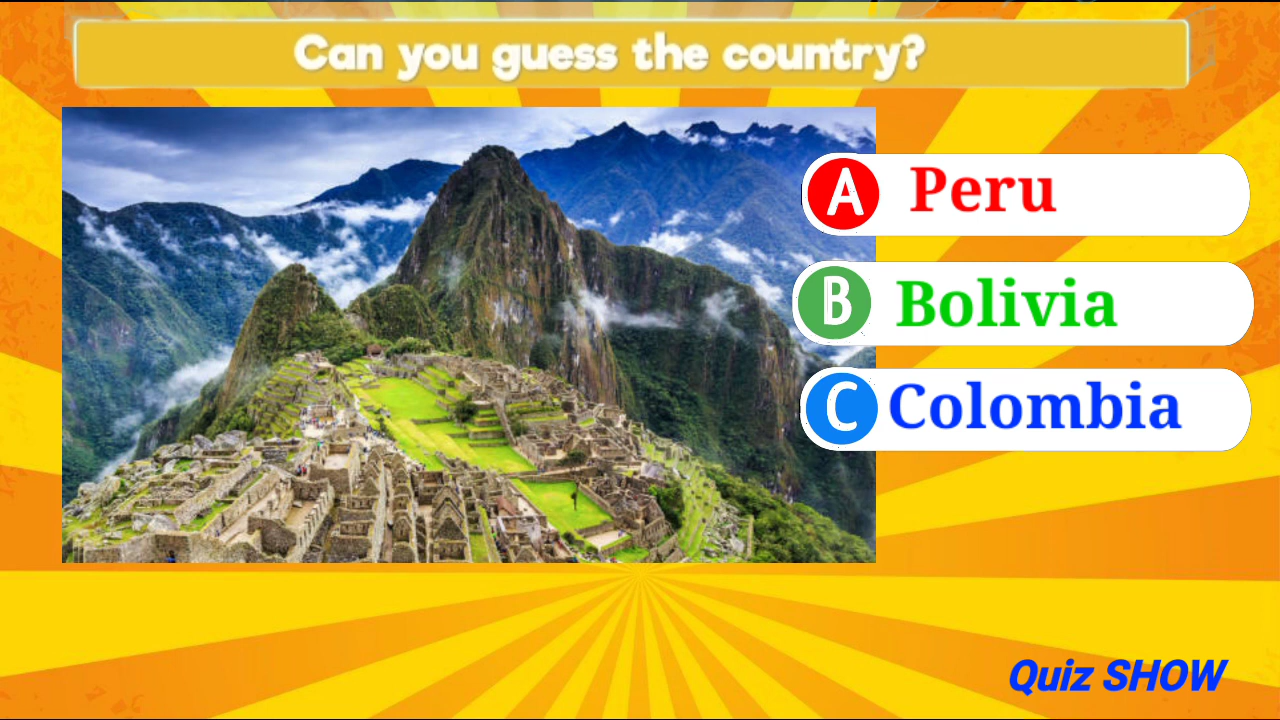 Can you guess the country?
A Peru
B Bolivia
C Colombia
Quiz SHOW